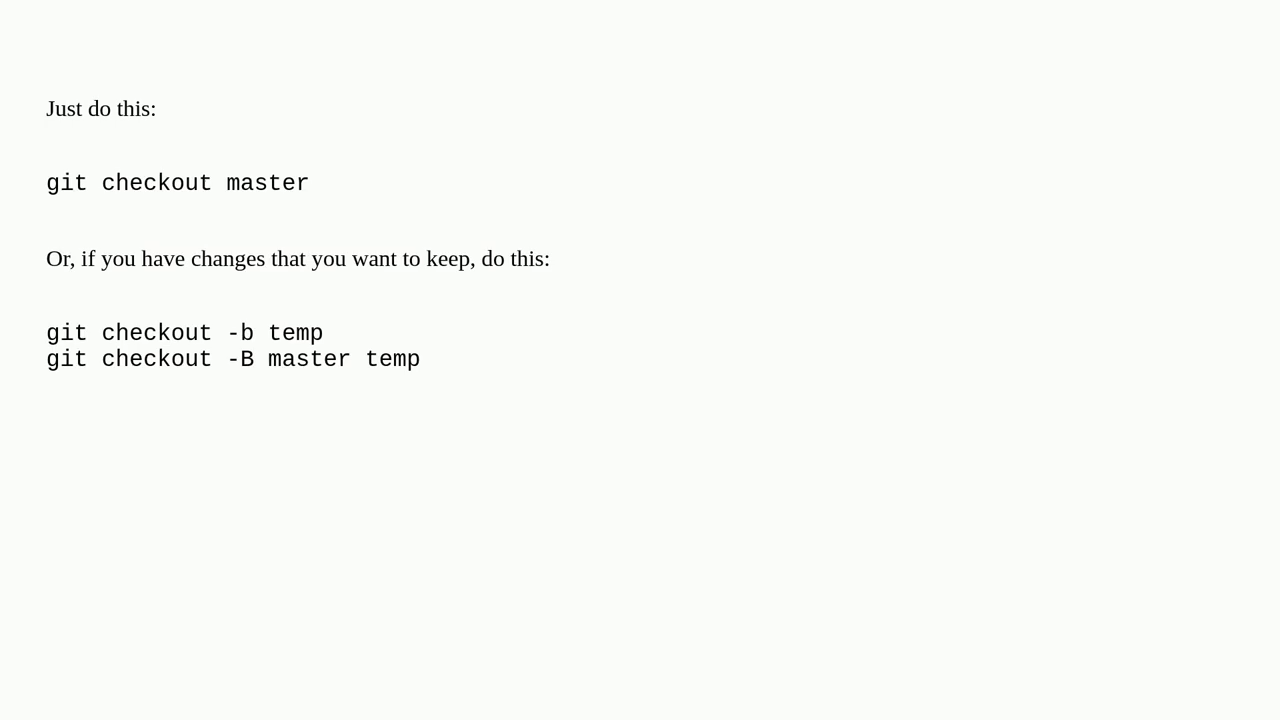 Just do this:
git checkout master
Or, if you have changes that you want to keep, do this:
git checkout -b temp
git checkout -B master temp